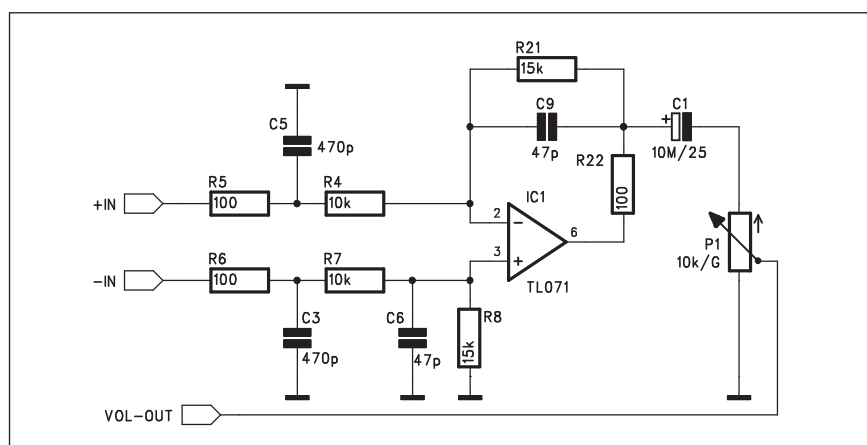 R21
15k
C5
470p
C9
47p
C1
+
10M/25
R22
100
R5
100
R4
10k
+IN
IC1
2
-
6
3
+
TL071
P1
10k/G
R6
100
R7
10k
-IN
C3
470p
C6
47p
R8
15k
VOL-OUT